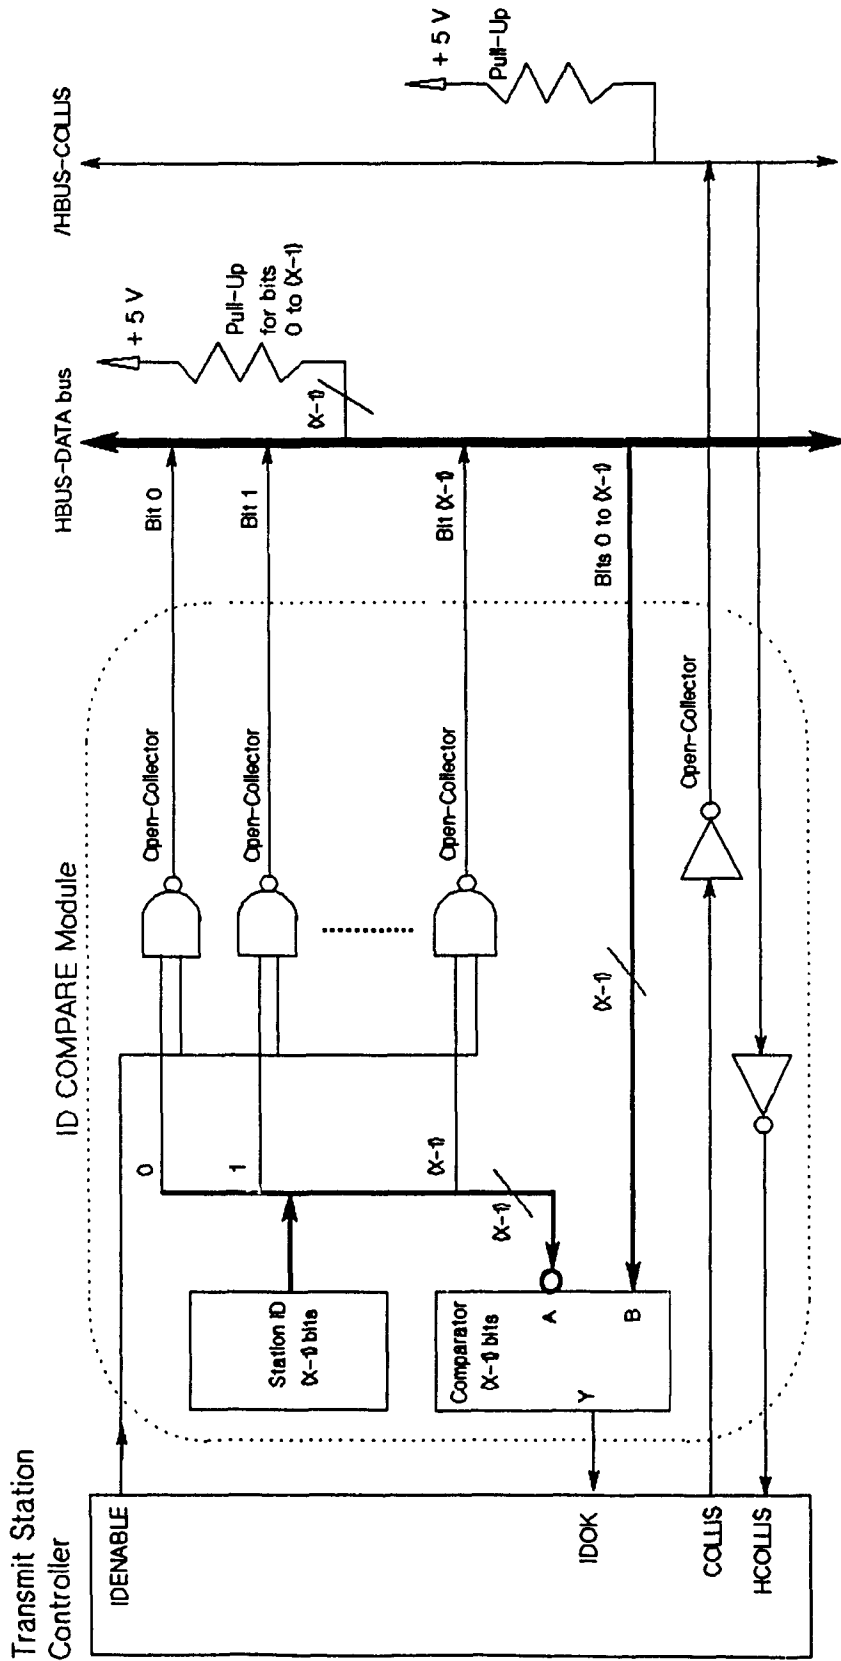 Transmit Station
Controller
IDENABLE
IDOK
COLLIS
HCOLLIS
ID COMPARE Module
Station ID
(X-1) bits
Comparator
(X-1) bits
A
B
Y
0
1
(X-1)
(X-1)
(X-1)
Open-Collector
Open-Collector
Open-Collector
Open-Collector
Bit 0
Bit 1
Bit (X-1)
Bits 0 to (X-1)
HBUS-DATA bus
(X-1)
+ 5 V
Pull-Up
for bits
0 to (X-1)
/HBUS-COLLIS
+ 5 V
Pull-Up